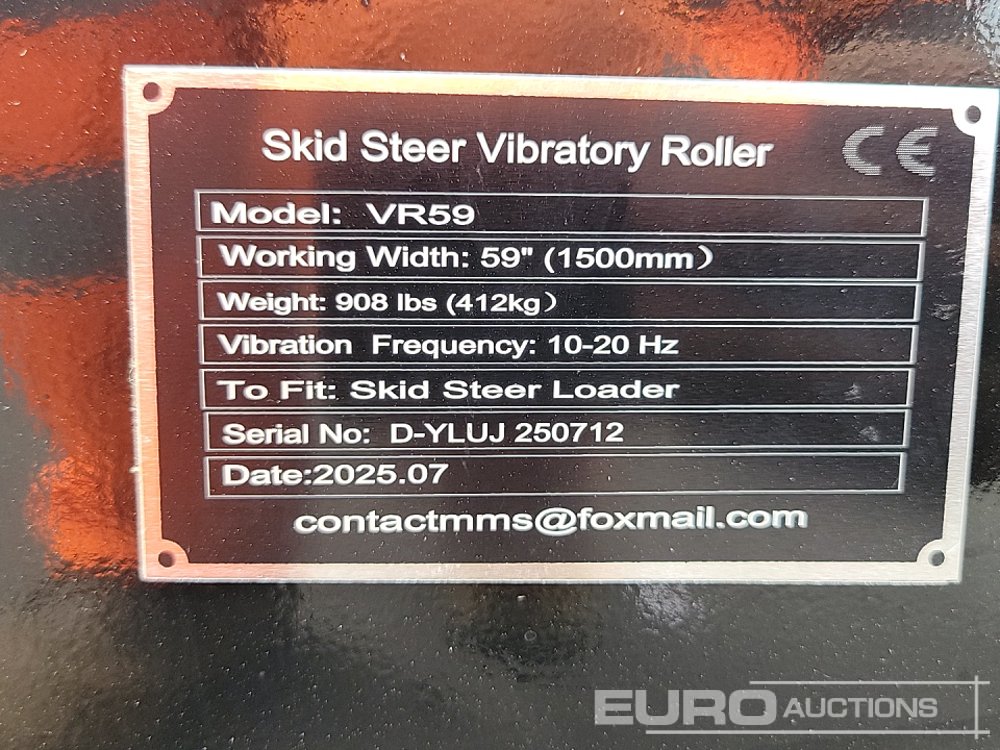 Skid Steer Vibratory Roller CE
Model: VR59
Working Width: 59" (1500mm）
Weight: 908 lbs (412kg）
Vibration Frequency: 10-20 Hz
To Fit: Skid Steer Loader
Serial No: D-YLUJ 250712
Date:2025.07
contactmms@foxmail.com
EURO AUCTIONS